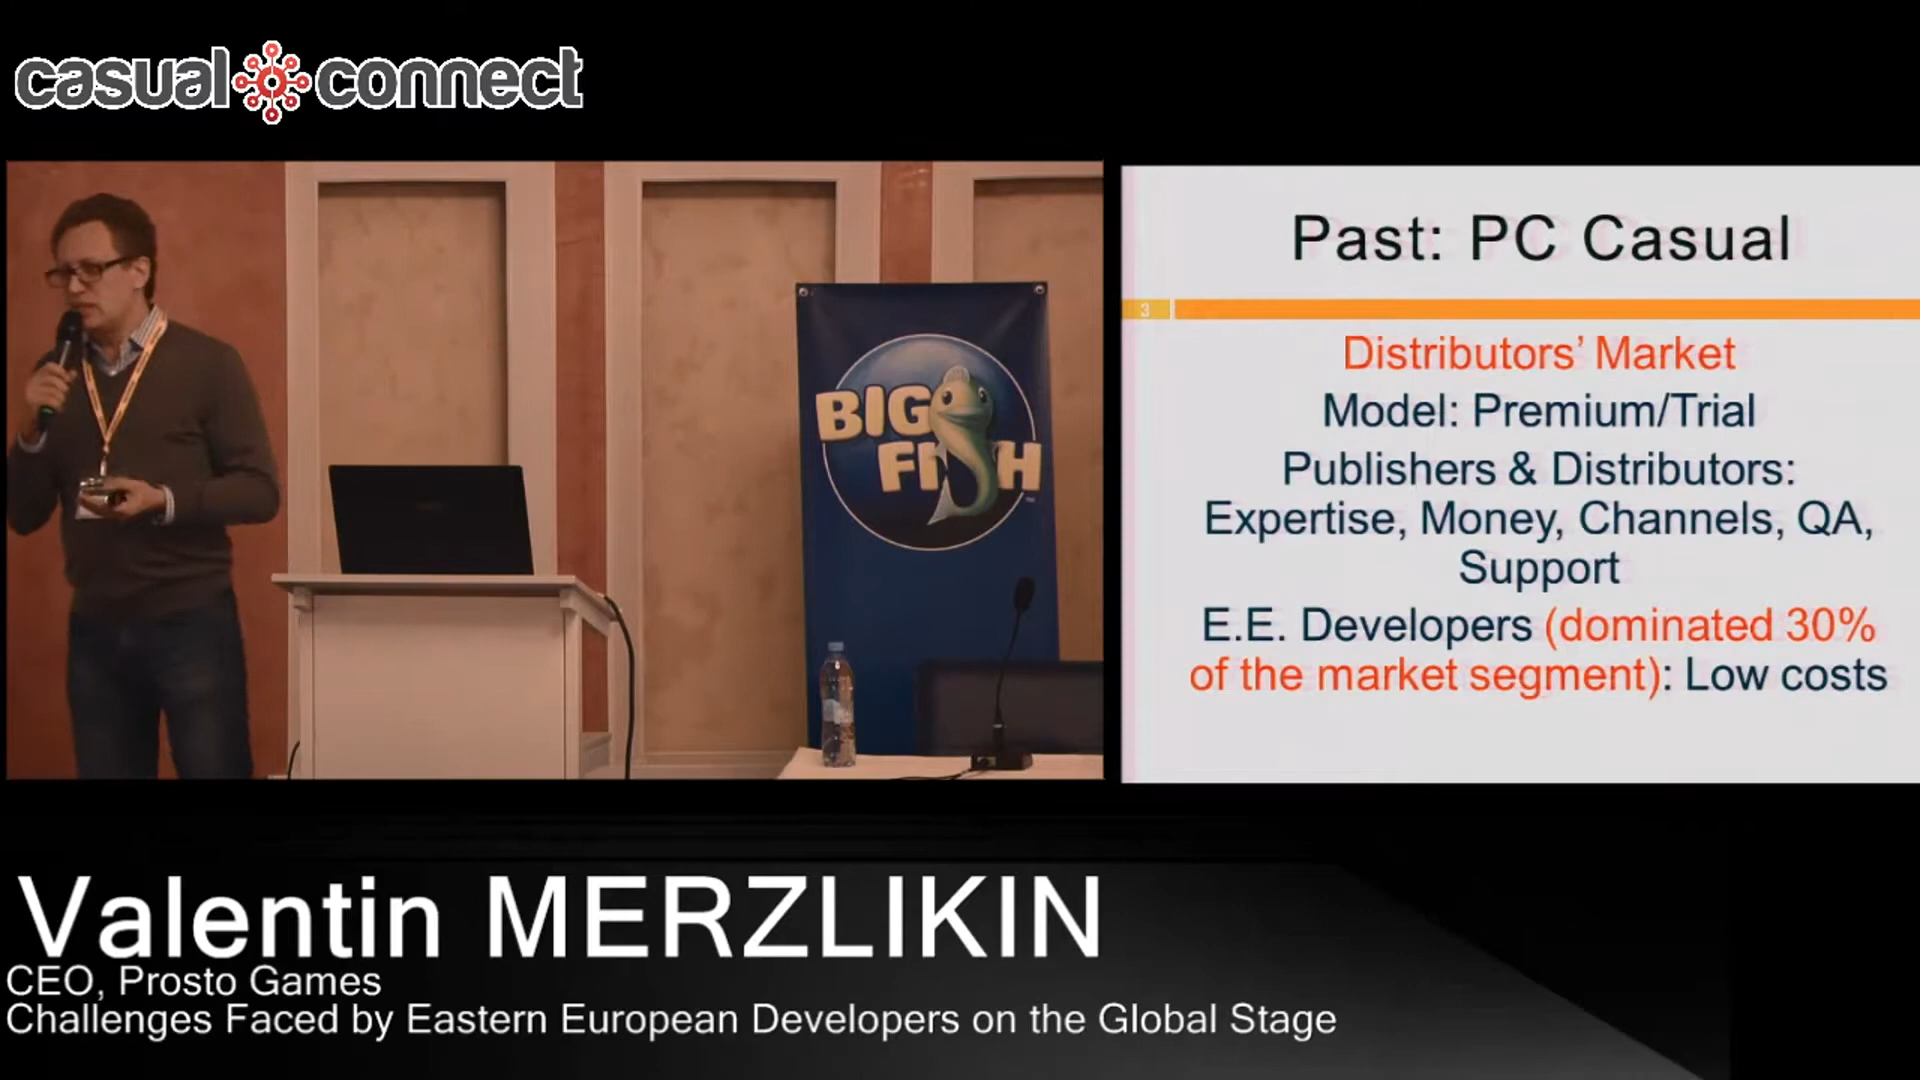 casual connect
BIG
FISH
Past: PC Casual
3
Distributors’ Market
Model: Premium/Trial
Publishers & Distributors:
Expertise, Money, Channels, QA,
Support
E.E. Developers (dominated 30%
of the market segment): Low costs
Valentin MERZLIKIN
CEO, Prosto Games
Challenges Faced by Eastern European Developers on the Global Stage